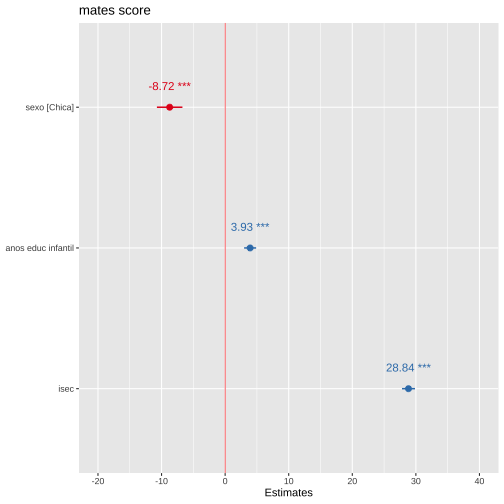 mates score
-8.72 ***
sexo [Chica]
3.93 ***
anos educ infantil
28.84 ***
isec
-20 -10 0 10 20 30 40
Estimates